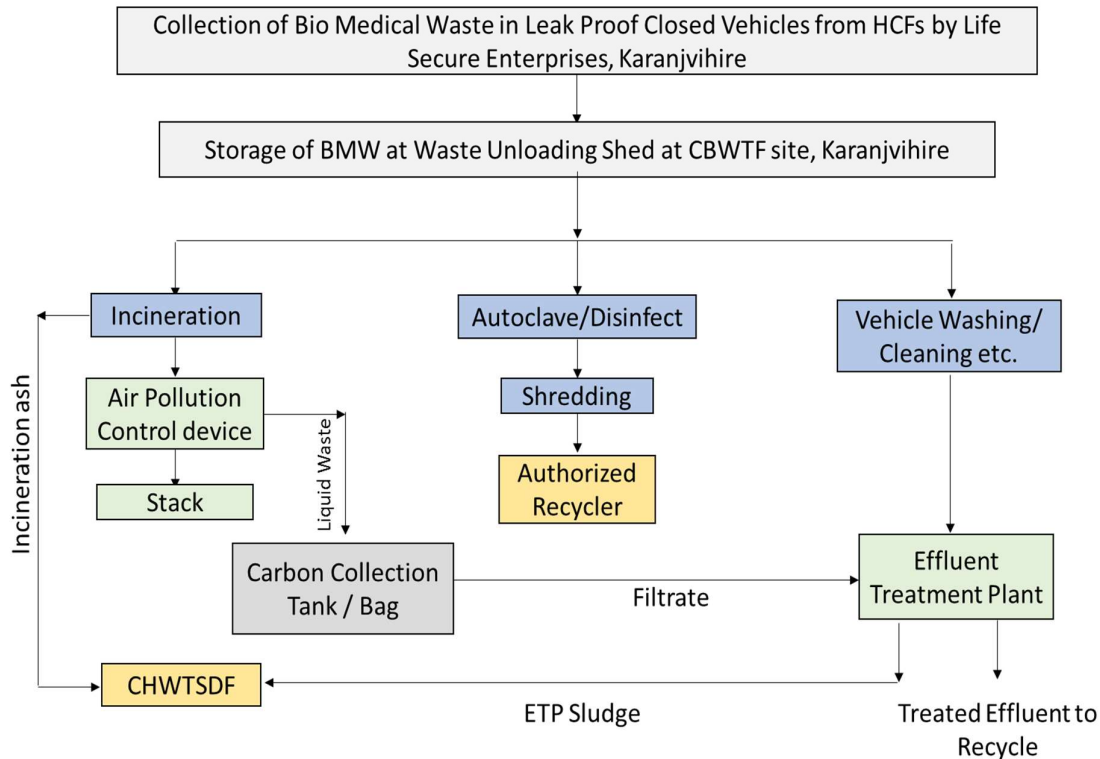 Collection of Bio Medical Waste in Leak Proof Closed Vehicles from HCFs by Life
Secure Enterprises, Karanjvihire
Storage of BMW at Waste Unloading Shed at CBWTF site, Karanjvihire
Incineration
Autoclave/Disinfect
Vehicle Washing/
Cleaning etc.
Air Pollution
Control device
Shredding
Stack
Authorized
Recycler
Incineration ash
Liquid Waste
Carbon Collection
Tank / Bag
Filtrate
Effluent
Treatment Plant
CHWTSDF
ETP Sludge
Treated Effluent to
Recycle